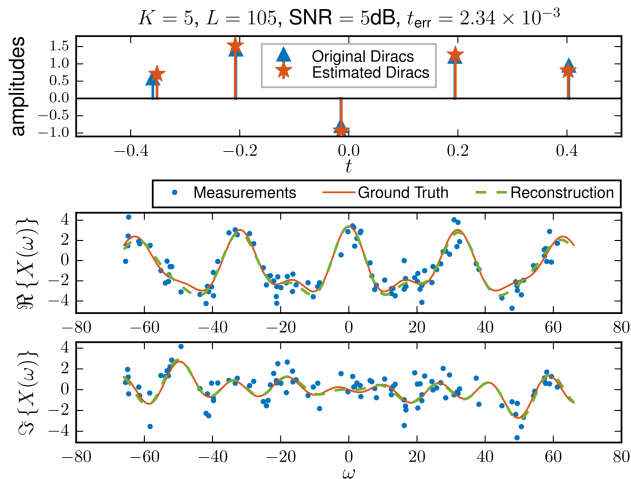 K = 5, L = 105, SNR = 5dB, t_err = 2.34 × 10⁻³
amplitudes
1.5
1.0
0.5
0.0
−0.5
−1.0
Original Diracs
Estimated Diracs
−0.4 −0.2 0.0 0.2 0.4
t
Measurements Ground Truth Reconstruction
ℜ{X(ω)}
4
2
0
−2
−4
−80 −60 −40 −20 0 20 40 60 80
ℑ{X(ω)}
4
2
0
−2
−4
−80 −60 −40 −20 0 20 40 60 80
ω